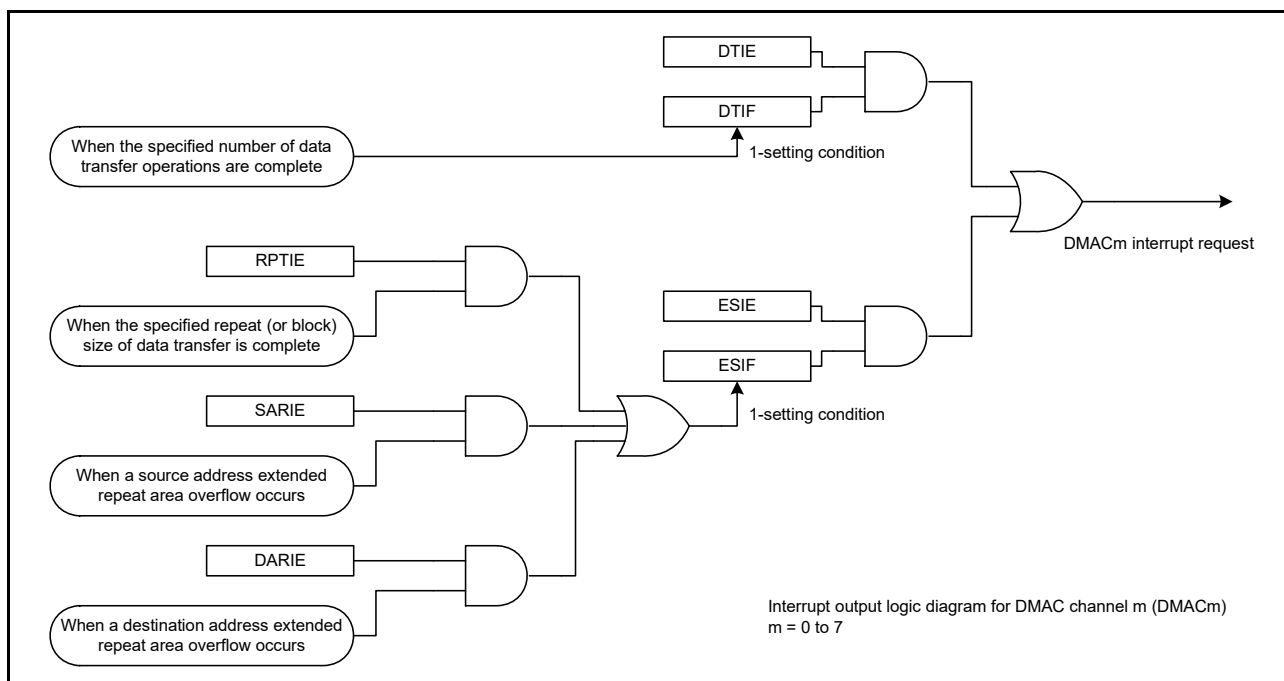 DTIE
DTIF
When the specified number of data
transfer operations are complete
1-setting condition
DMACm interrupt request
RPTIE
When the specified repeat (or block)
size of data transfer is complete
ESIE
ESIF
1-setting condition
SARIE
When a source address extended
repeat area overflow occurs
DARIE
When a destination address extended
repeat area overflow occurs
Interrupt output logic diagram for DMAC channel m (DMACm)
m = 0 to 7